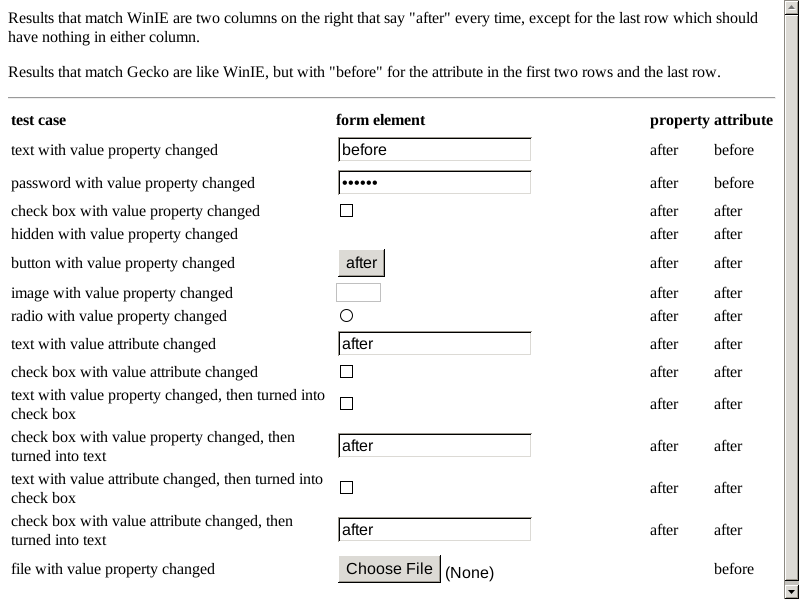 Results that match WinIE are two columns on the right that say "after" every time, except for the last row which should
have nothing in either column.
Results that match Gecko are like WinIE, but with "before" for the attribute in the first two rows and the last row.
test case form element property attribute
text with value property changed before after before
password with value property changed •••••• after before
check box with value property changed after after
hidden with value property changed after after
button with value property changed after after after
image with value property changed after after
radio with value property changed after after
text with value attribute changed after after after
check box with value attribute changed after after
text with value property changed, then turned into
check box after after
check box with value property changed, then
turned into text after after after
text with value attribute changed, then turned into
check box after after
check box with value attribute changed, then
turned into text after after after
file with value property changed Choose File (None) before